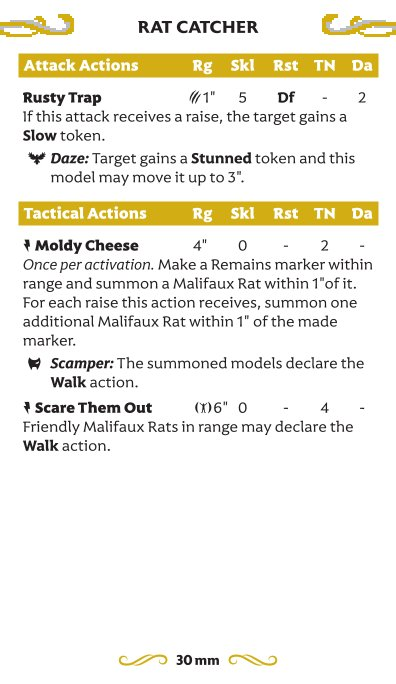 RAT CATCHER
Attack Actions Rg Skl Rst TN Da
Rusty Trap 1" 5 Df - 2
If this attack receives a raise, the target gains a
Slow token.
Daze: Target gains a Stunned token and this
model may move it up to 3".
Tactical Actions Rg Skl Rst TN Da
Moldy Cheese 4" 0 - 2 -
Once per activation. Make a Remains marker within
range and summon a Malifaux Rat within 1"of it.
For each raise this action receives, summon one
additional Malifaux Rat within 1" of the made
marker.
Scamper: The summoned models declare the
Walk action.
Scare Them Out 6" 0 - 4 -
Friendly Malifaux Rats in range may declare the
Walk action.
30 mm